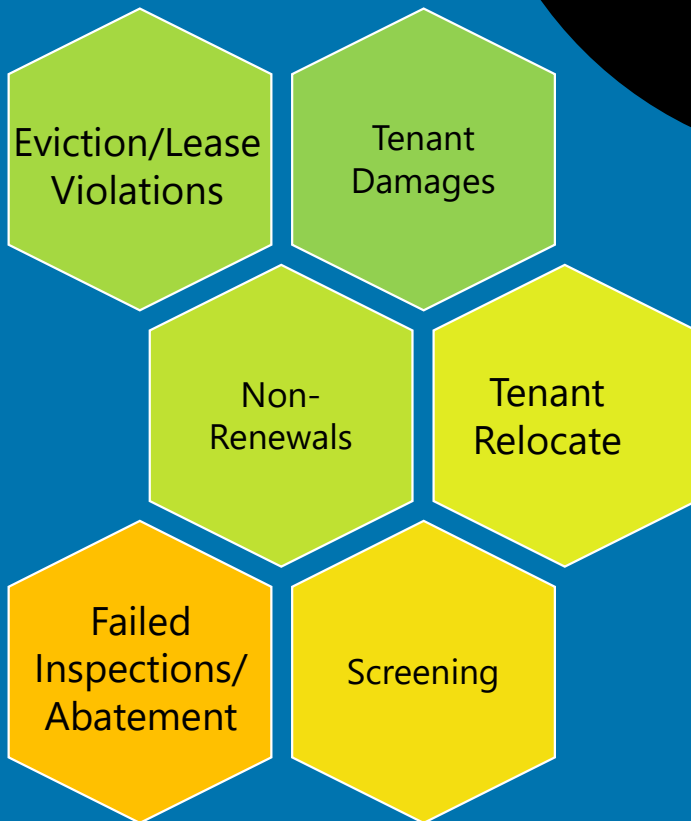 Eviction/Lease
Violations
Tenant
Damages
Non-
Renewals
Tenant
Relocate
Failed
Inspections/
Abatement
Screening